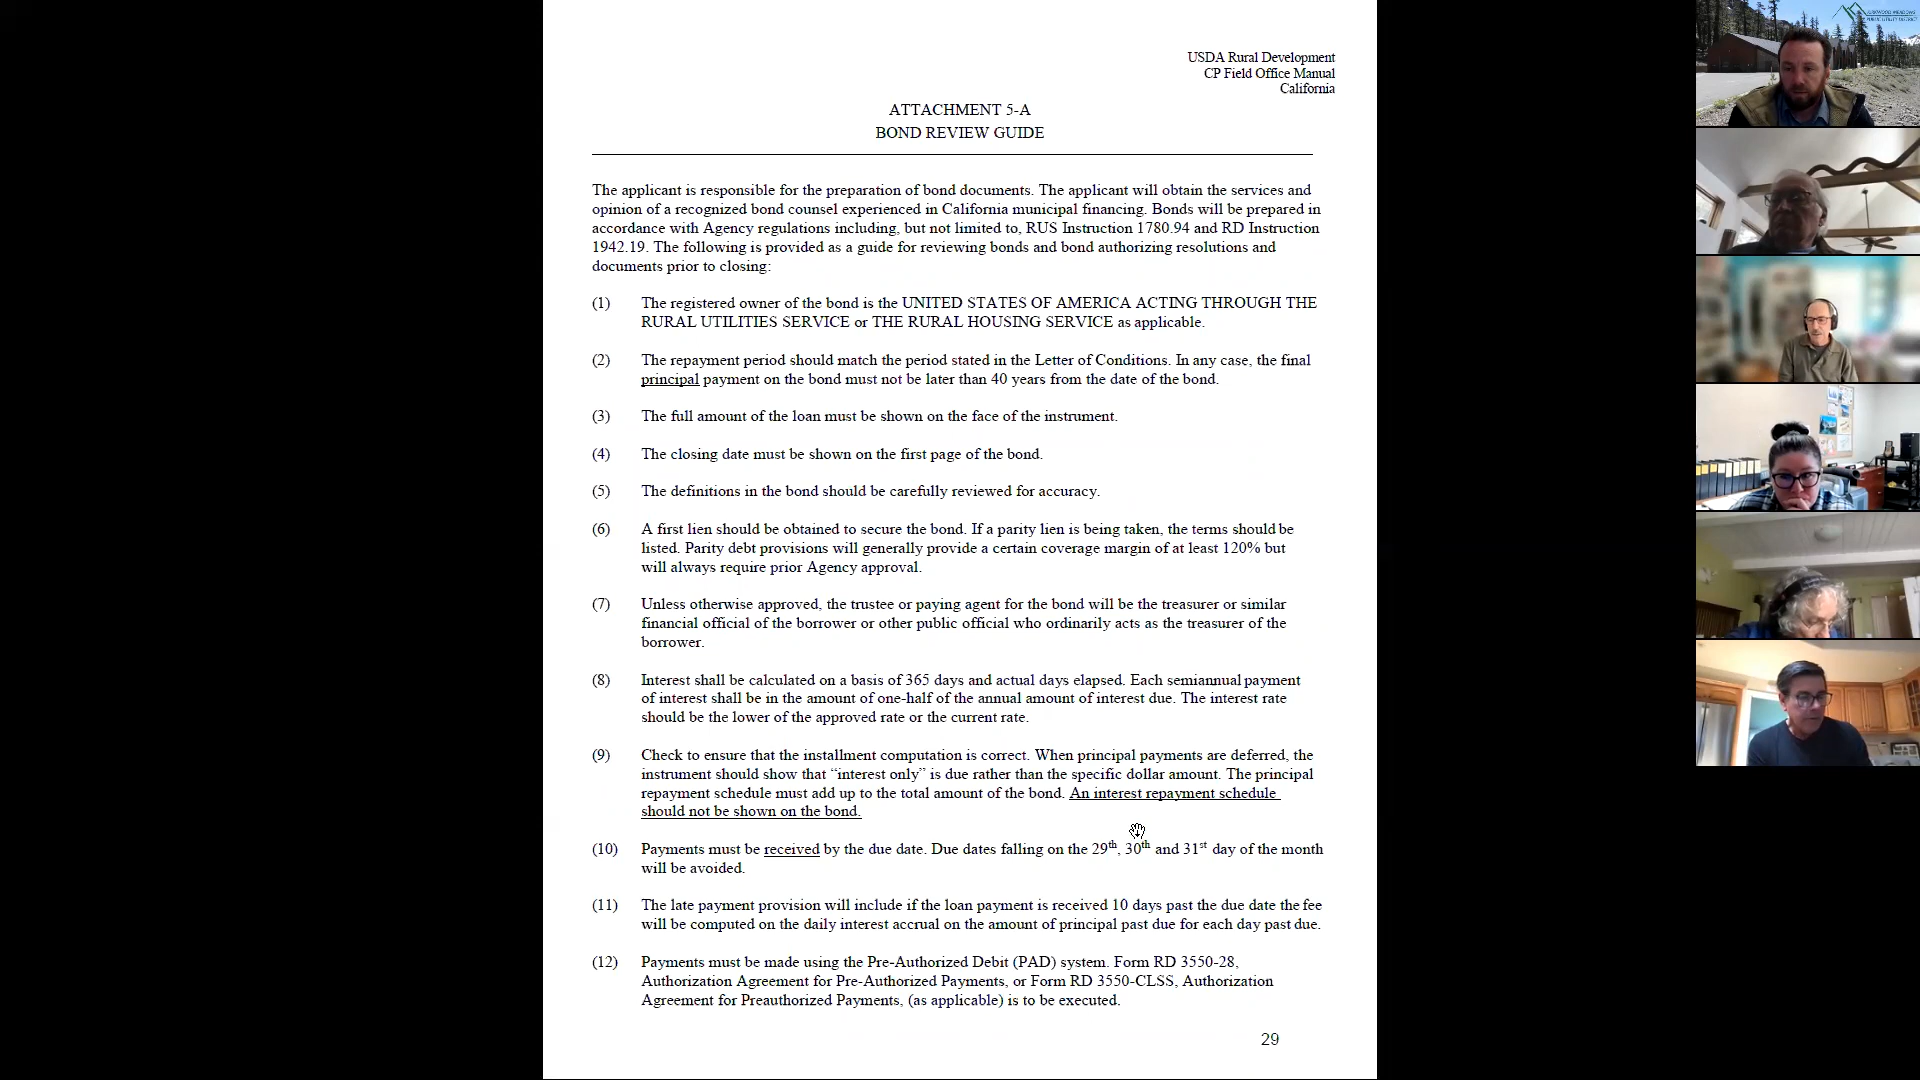 USDA Rural Development
CP Field Office Manual
California
ATTACHMENT 5-A
BOND REVIEW GUIDE
The applicant is responsible for the preparation of bond documents. The applicant will obtain the services and
opinion of a recognized bond counsel experienced in California municipal financing. Bonds will be prepared in
accordance with Agency regulations including, but not limited to, RUS Instruction 1780.94 and RD Instruction
1942.19. The following is provided as a guide for reviewing bonds and bond authorizing resolutions and
documents prior to closing:
(1) The registered owner of the bond is the UNITED STATES OF AMERICA ACTING THROUGH THE
RURAL UTILITIES SERVICE or THE RURAL HOUSING SERVICE as applicable.
(2) The repayment period should match the period stated in the Letter of Conditions. In any case, the final
principal payment on the bond must not be later than 40 years from the date of the bond.
(3) The full amount of the loan must be shown on the face of the instrument.
(4) The closing date must be shown on the first page of the bond.
(5) The definitions in the bond should be carefully reviewed for accuracy.
(6) A first lien should be obtained to secure the bond. If a parity lien is being taken, the terms should be
listed. Parity debt provisions will generally provide a certain coverage margin of at least 120% but
will always require prior Agency approval.
(7) Unless otherwise approved, the trustee or paying agent for the bond will be the treasurer or similar
financial official of the borrower or other public official who ordinarily acts as the treasurer of the
borrower.
(8) Interest shall be calculated on a basis of 365 days and actual days elapsed. Each semiannual payment
of interest shall be in the amount of one-half of the annual amount of interest due. The interest rate
should be the lower of the approved rate or the current rate.
(9) Check to ensure that the installment computation is correct. When principal payments are deferred, the
instrument should show that “interest only” is due rather than the specific dollar amount. The principal
repayment schedule must add up to the total amount of the bond. An interest repayment schedule
should not be shown on the bond.
(10) Payments must be received by the due date. Due dates falling on the 29th, 30th and 31st day of the month
will be avoided.
(11) The late payment provision will include if the loan payment is received 10 days past the due date the fee
will be computed on the daily interest accrual on the amount of principal past due for each day past due.
(12) Payments must be made using the Pre-Authorized Debit (PAD) system. Form RD 3550-28,
Authorization Agreement for Pre-Authorized Payments, or Form RD 3550-CLSS, Authorization
Agreement for Preauthorized Payments, (as applicable) is to be executed.
29
KIRKWOOD MEADOWS
PUBLIC UTILITY DISTRICT